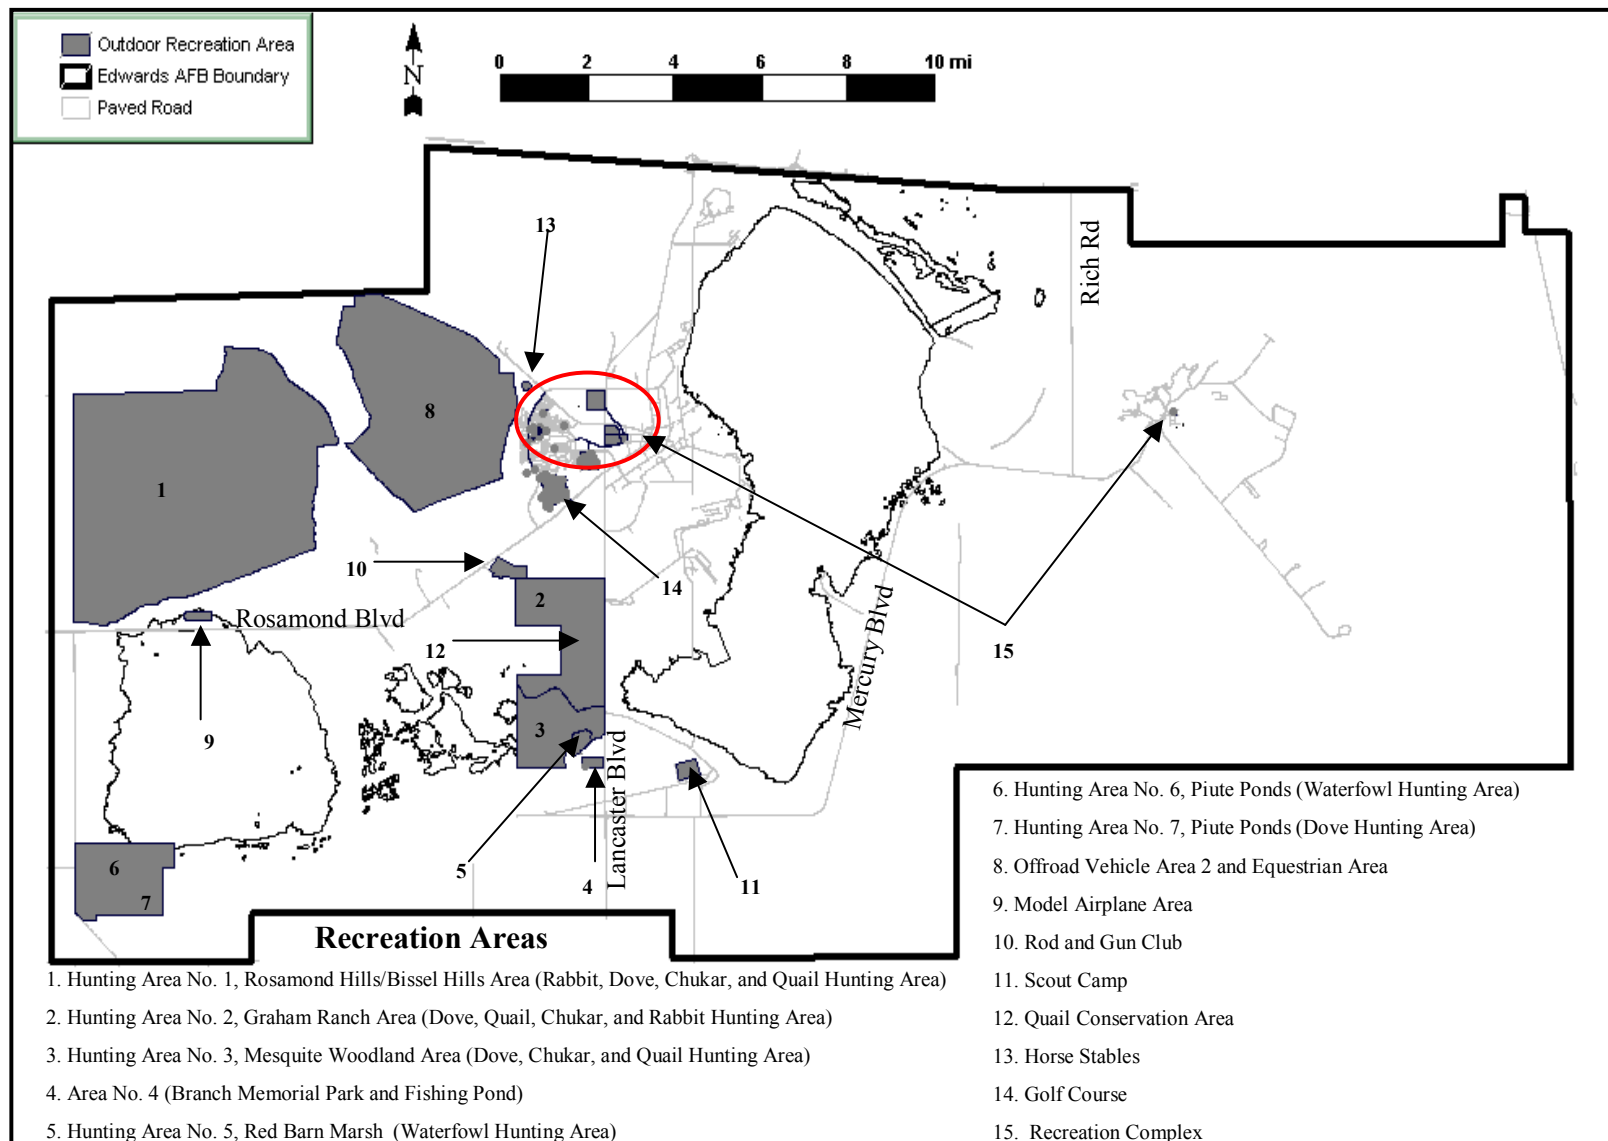 Outdoor Recreation Area
Edwards AFB Boundary
Paved Road
N
0 2 4 6 8 10 mi
13
Rich Rd
8
1
10
14
2
Rosamond Blvd
12
15
Mercury Blvd
9
3
Lancaster Blvd
5
4
11
6
7
Recreation Areas
1. Hunting Area No. 1, Rosamond Hills/Bissel Hills Area (Rabbit, Dove, Chukar, and Quail Hunting Area)
2. Hunting Area No. 2, Graham Ranch Area (Dove, Quail, Chukar, and Rabbit Hunting Area)
3. Hunting Area No. 3, Mesquite Woodland Area (Dove, Chukar, and Quail Hunting Area)
4. Area No. 4 (Branch Memorial Park and Fishing Pond)
5. Hunting Area No. 5, Red Barn Marsh (Waterfowl Hunting Area)
6. Hunting Area No. 6, Piute Ponds (Waterfowl Hunting Area)
7. Hunting Area No. 7, Piute Ponds (Dove Hunting Area)
8. Offroad Vehicle Area 2 and Equestrian Area
9. Model Airplane Area
10. Rod and Gun Club
11. Scout Camp
12. Quail Conservation Area
13. Horse Stables
14. Golf Course
15. Recreation Complex